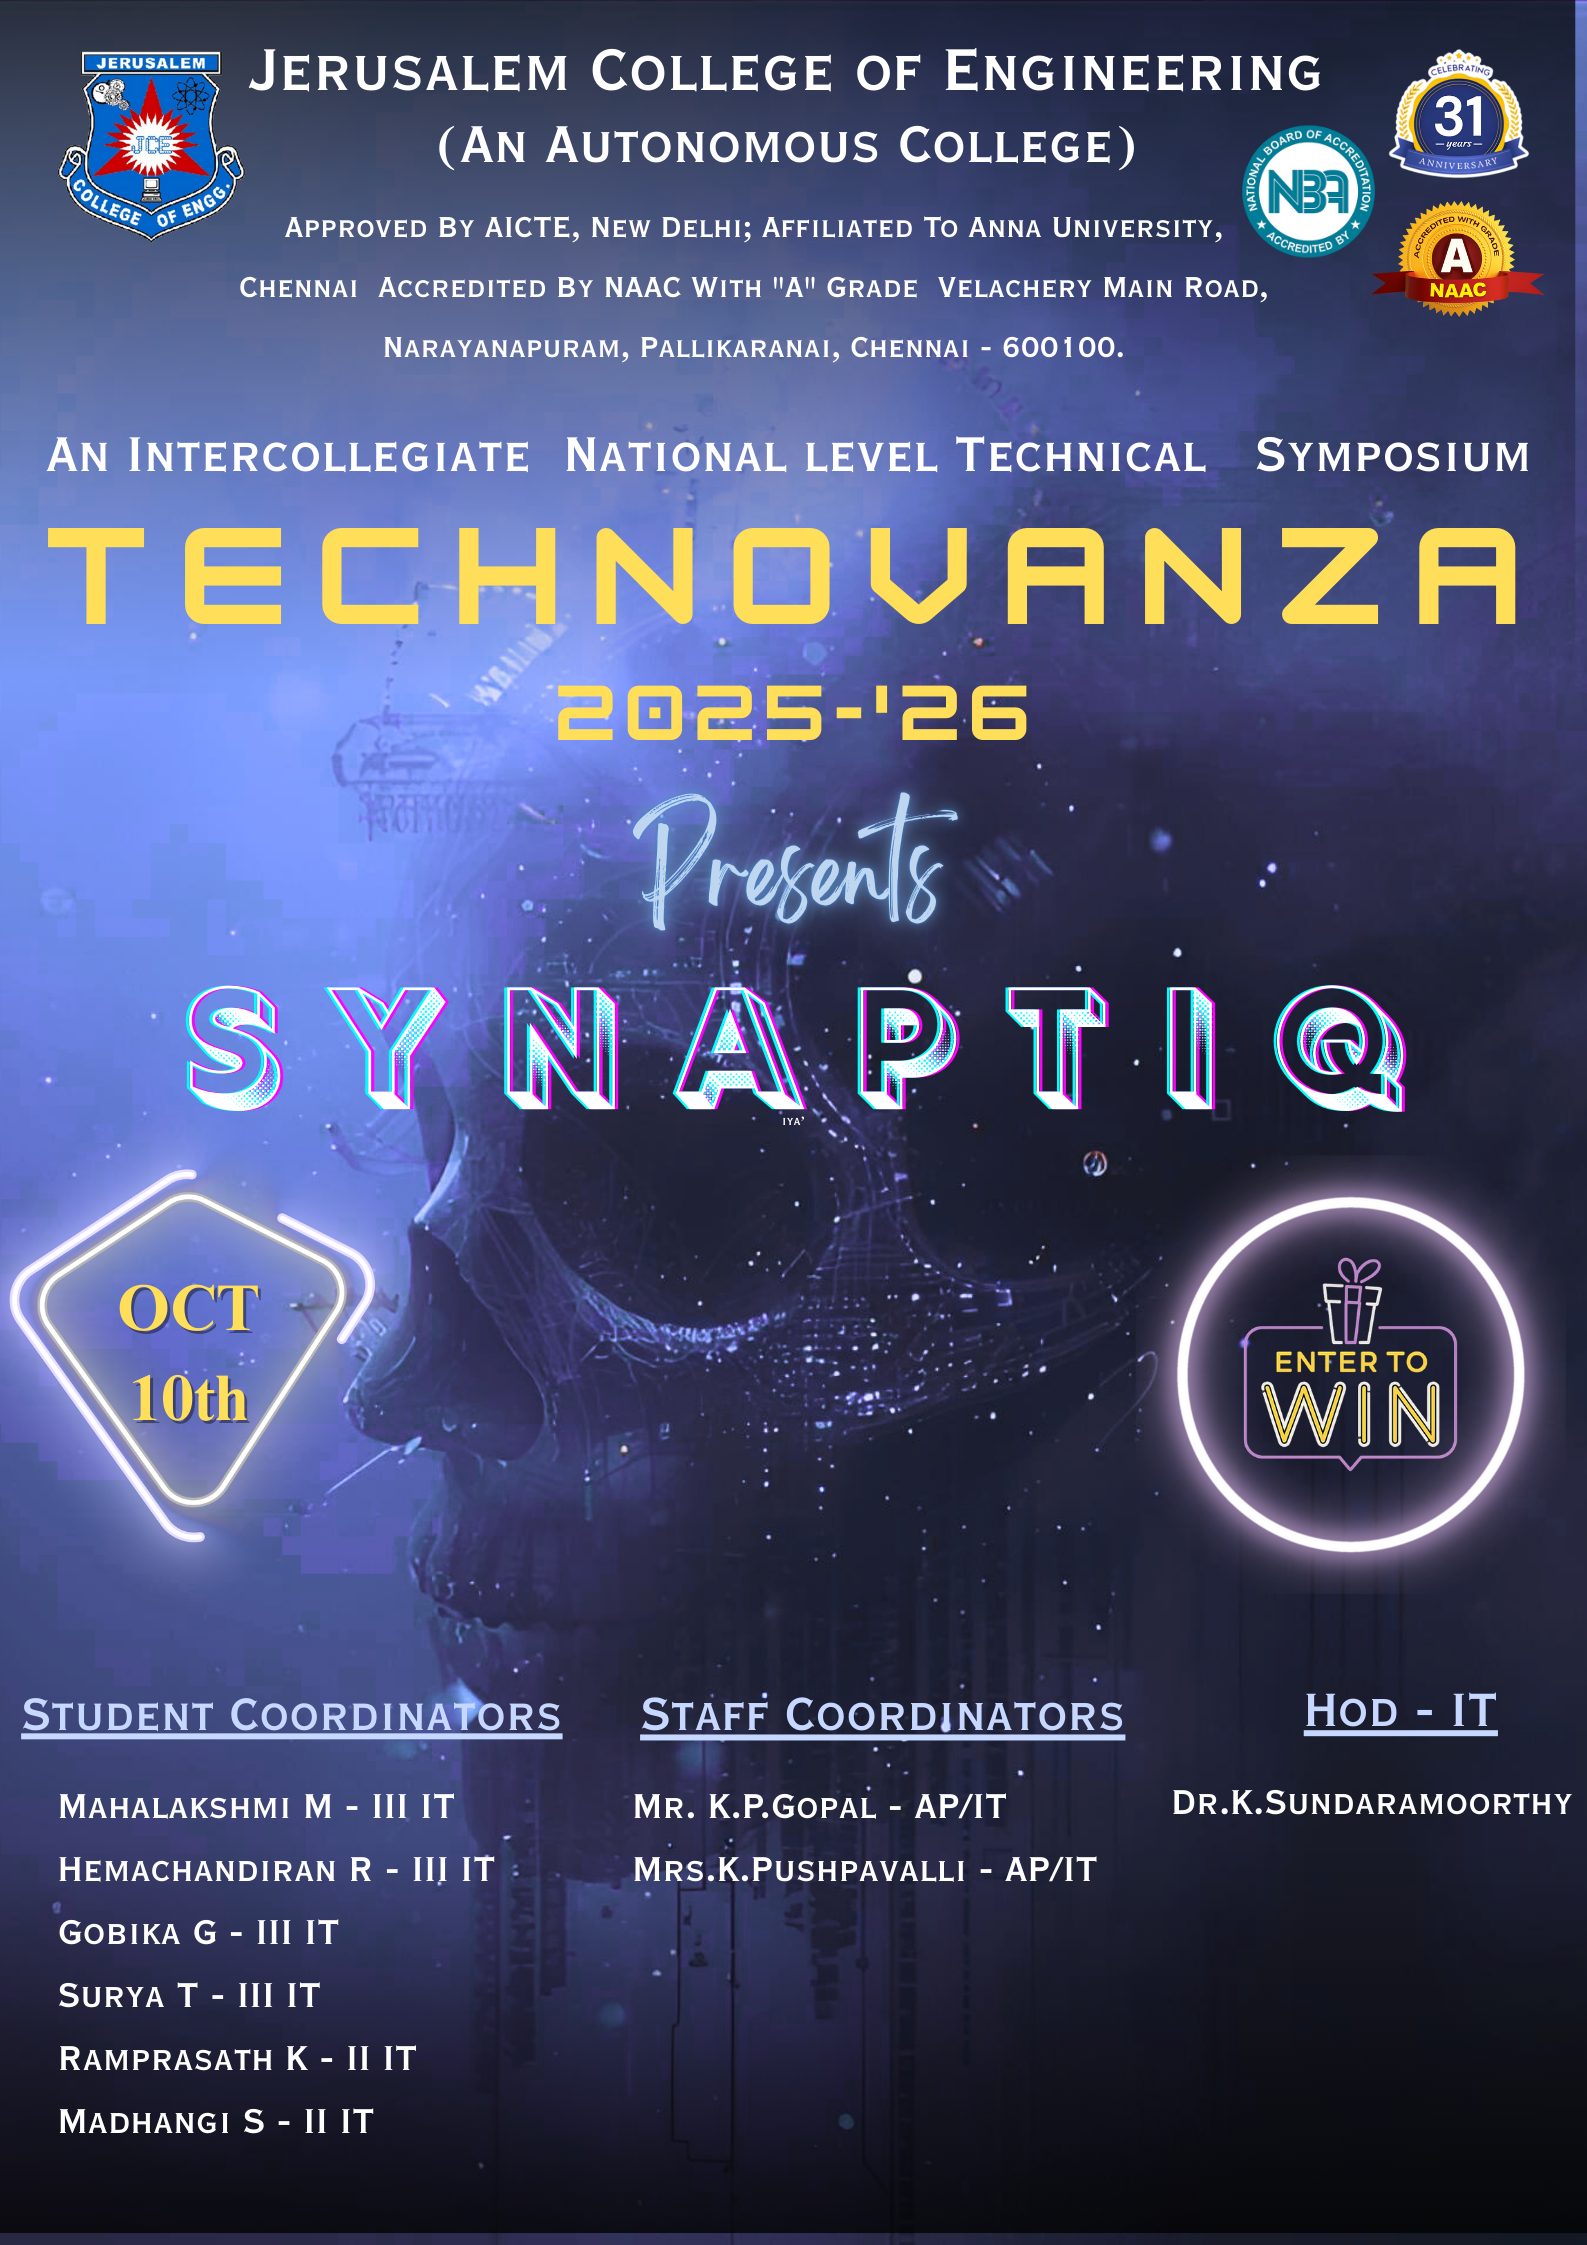 JERUSALEM
JCE
COLLEGE OF ENGG.
Jerusalem College of Engineering
(An Autonomous College)
CELEBRATING
31
years
ANNIVERSARY
NATIONAL BOARD OF ACCREDITATION
NBA
ACCREDITED BY
ACCREDITED WITH GRADE
A
NAAC
Approved By AICTE, New Delhi; Affiliated To Anna University,
Chennai Accredited By NAAC With "A" Grade Velachery Main Road,
Narayanapuram, Pallikaranai, Chennai - 600100.
An Intercollegiate National level Technical Symposium
TECHNOVANZA
2025-'26
Presents
SYNAPTIQ
IYA'
OCT
10th
ENTER TO
WIN
Student Coordinators
Mahalakshmi M - III IT
Hemachandiran R - III IT
Gobika G - III IT
Surya T - III IT
Ramprasath K - II IT
Madhangi S - II IT
Staff Coordinators
Mr. K.P.Gopal - AP/IT
Mrs.K.Pushpavalli - AP/IT
Hod - IT
Dr.K.Sundaramoorthy